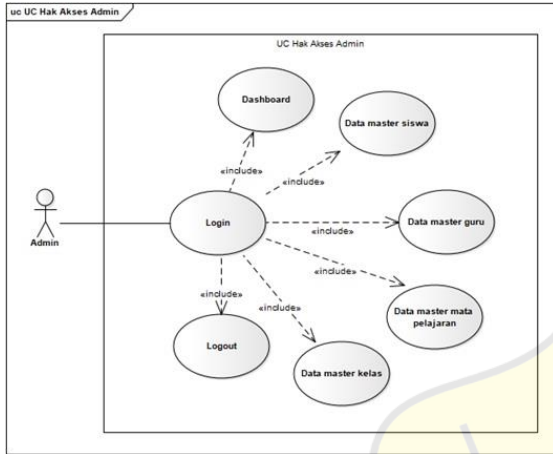 uc UC Hak Akses Admin
UC Hak Akses Admin
Dashboard
Data master siswa
«include»
«include»
Login
Data master guru
«include»
Admin
«include»
«include»
«include»
Data master mata
pelajaran
Logout
Data master kelas